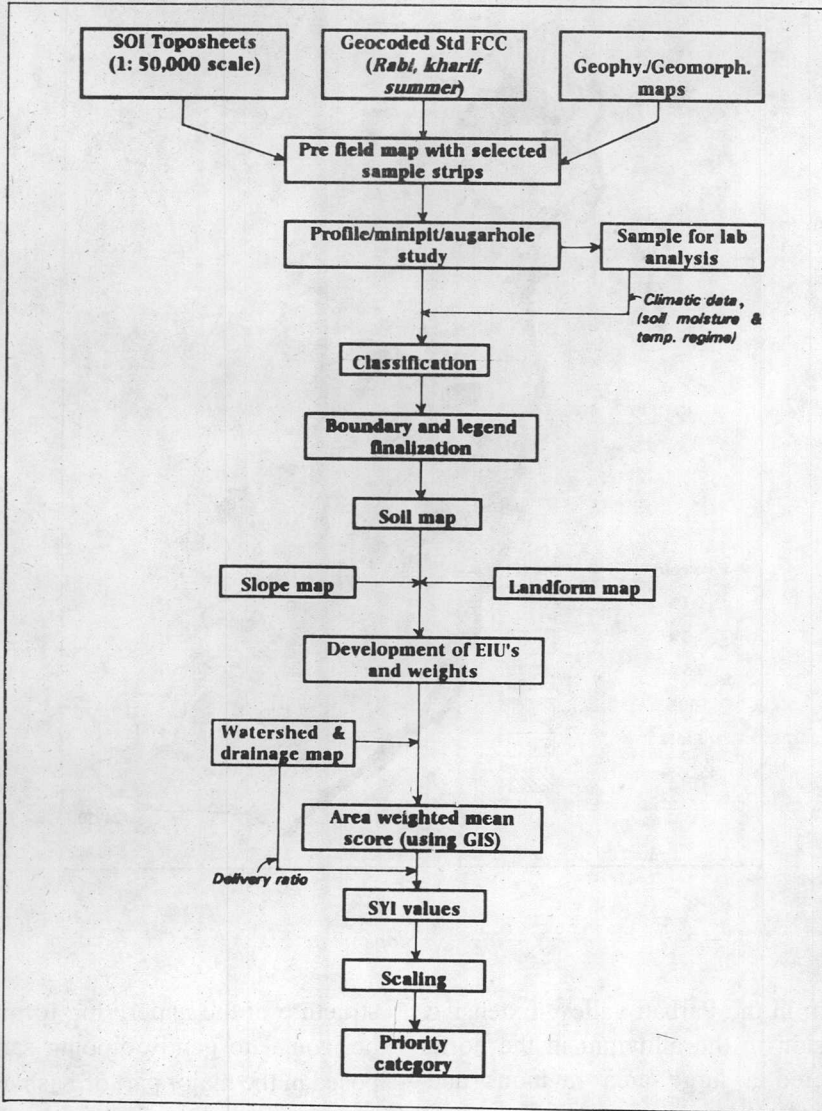 SOI Toposheets
(1: 50,000 scale)
Geocoded Std FCC
(Rabi, kharif,
summer)
Geophy./Geomorph.
maps
Pre field map with selected
sample strips
Profile/minipit/augarhole
study
Sample for lab
analysis
Climatic data,
(soil moisture &
temp. regime)
Classification
Boundary and legend
finalization
Soil map
Slope map
Landform map
Development of EIU's
and weights
Watershed &
drainage map
Area weighted mean
score (using GIS)
Delivery ratio
SYI values
Scaling
Priority
category